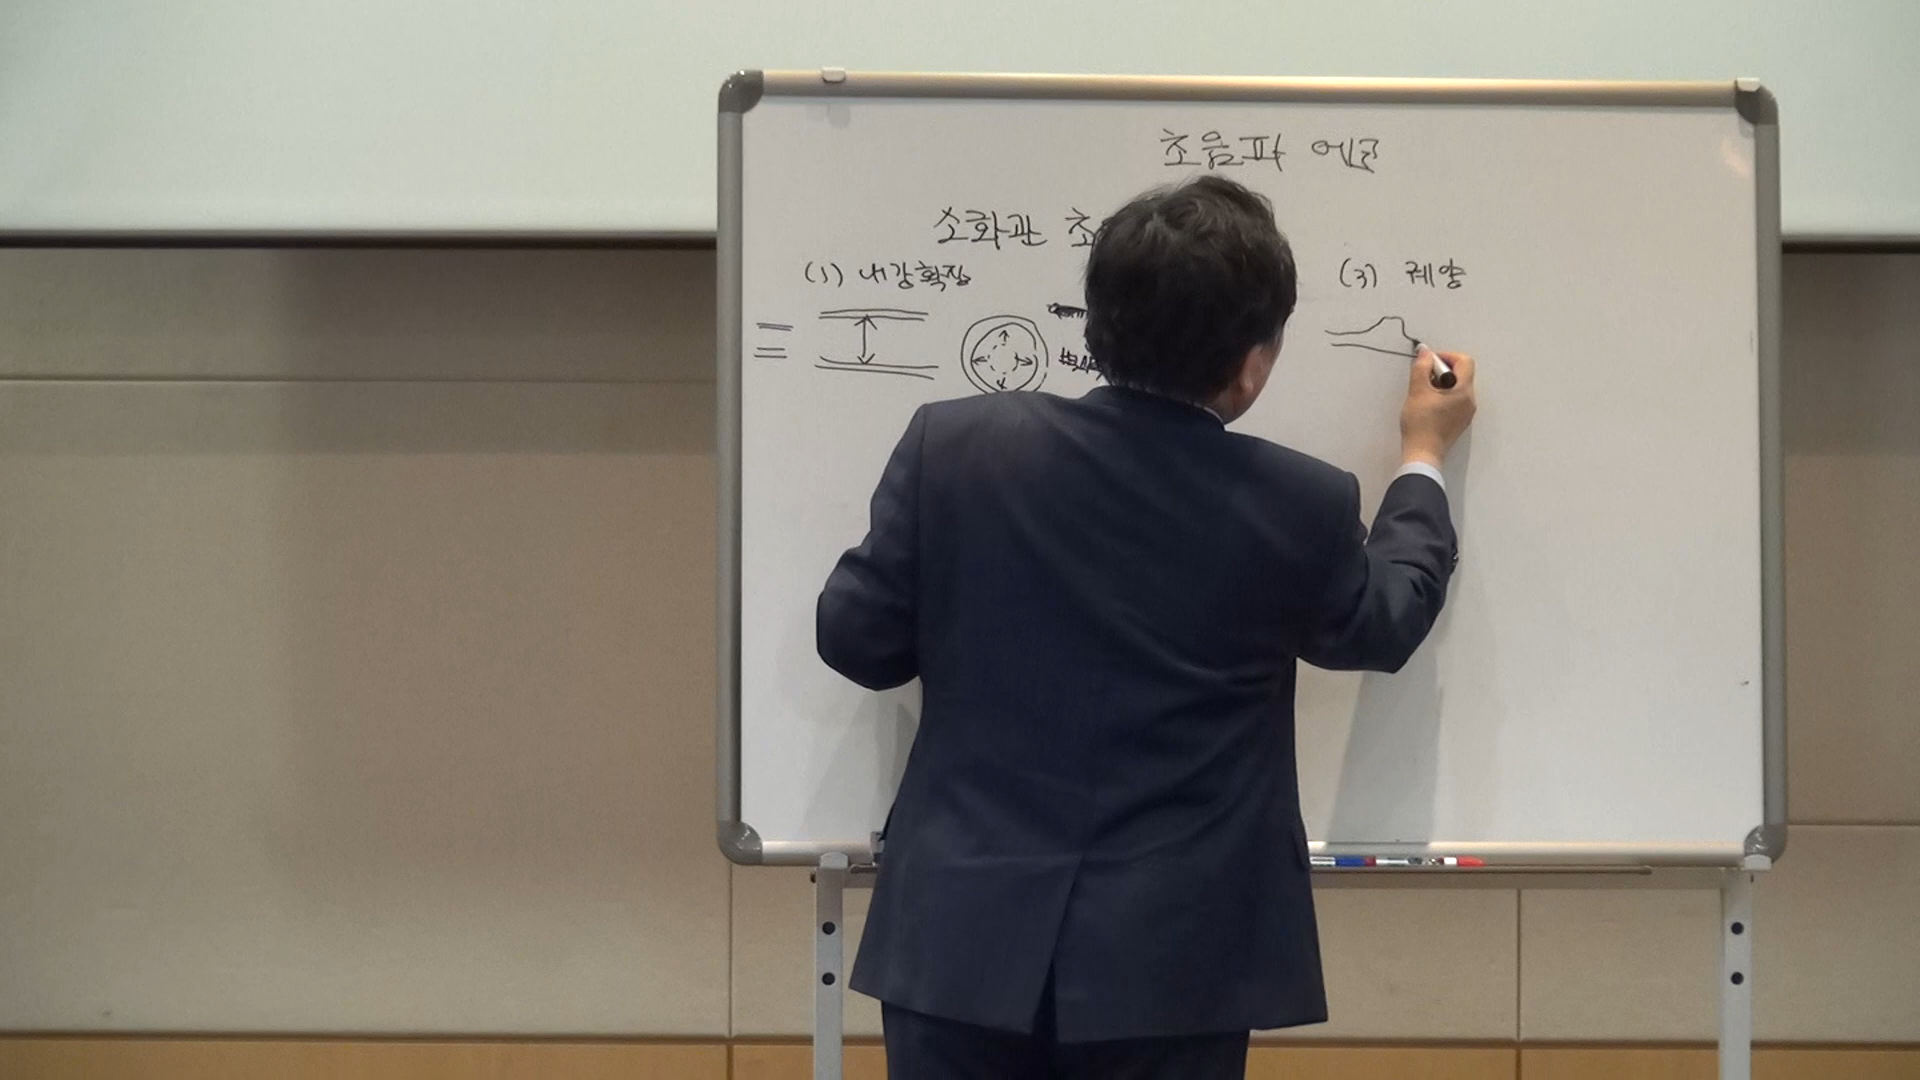 초음파 에코
소화관 초
(1) 내강확장
(3) 궤양